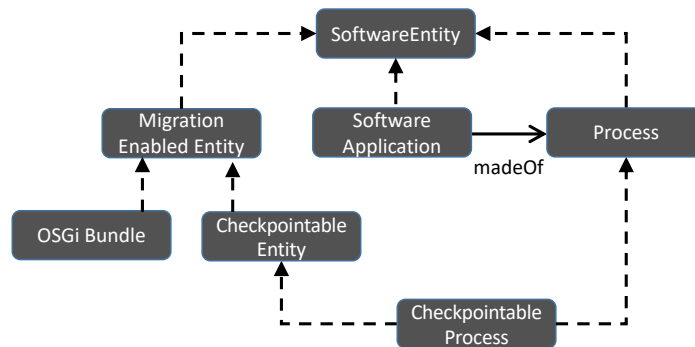 SoftwareEntity
Migration
Enabled Entity
Software
Application
Process
madeOf
OSGi Bundle
Checkpointable
Entity
Checkpointable
Process